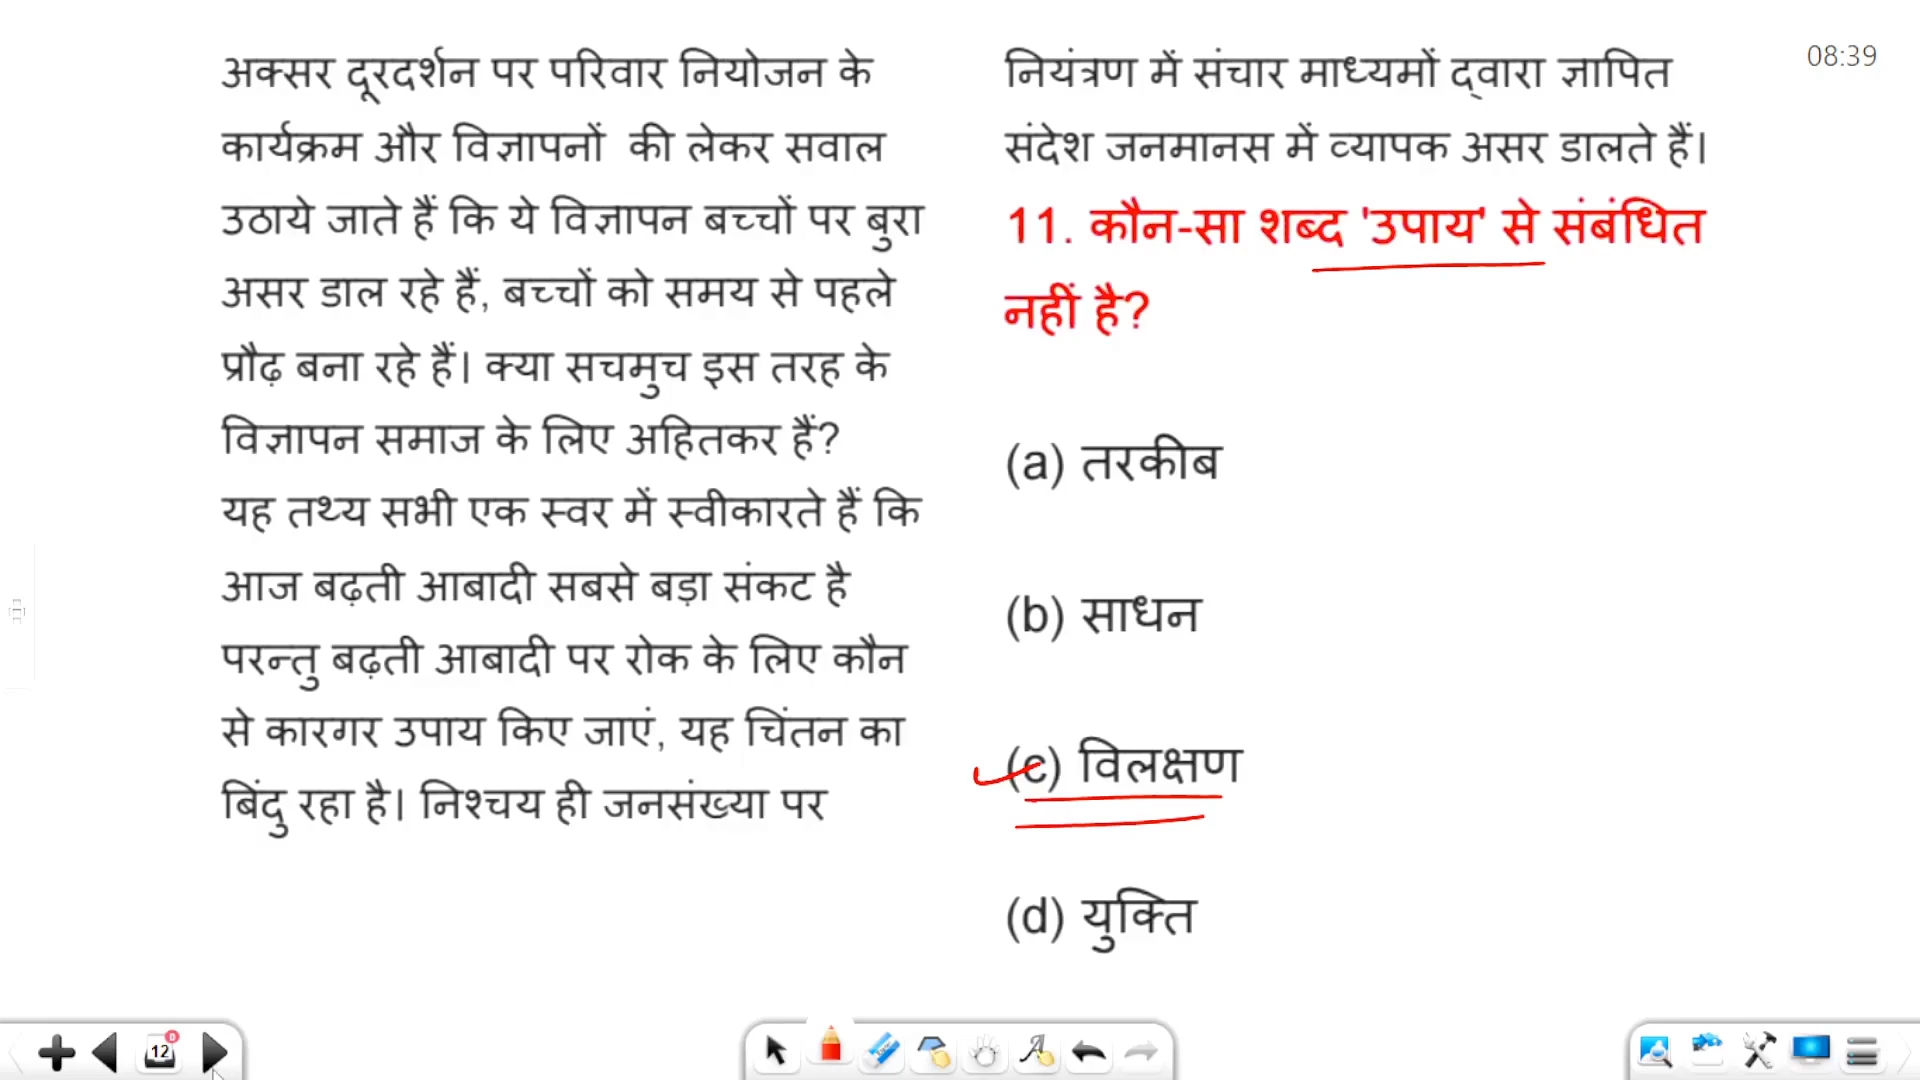 अक्सर दूरदर्शन पर परिवार नियोजन के
कार्यक्रम और विज्ञापनों की लेकर सवाल
उठाये जाते हैं कि ये विज्ञापन बच्चों पर बुरा
असर डाल रहे हैं, बच्चों को समय से पहले
प्रौढ़ बना रहे हैं। क्या सचमुच इस तरह के
विज्ञापन समाज के लिए अहितकर हैं?
यह तथ्य सभी एक स्वर में स्वीकारते हैं कि
आज बढ़ती आबादी सबसे बड़ा संकट है
परन्तु बढ़ती आबादी पर रोक के लिए कौन
से कारगर उपाय किए जाएं, यह चिंतन का
बिंदु रहा है। निश्चय ही जनसंख्या पर
नियंत्रण में संचार माध्यमों द्वारा ज्ञापित
संदेश जनमानस में व्यापक असर डालते हैं।
11. कौन-सा शब्द 'उपाय' से संबंधित
नहीं है?
(a) तरकीब
(b) साधन
(c) विलक्षण
(d) युक्ति
08:39
12